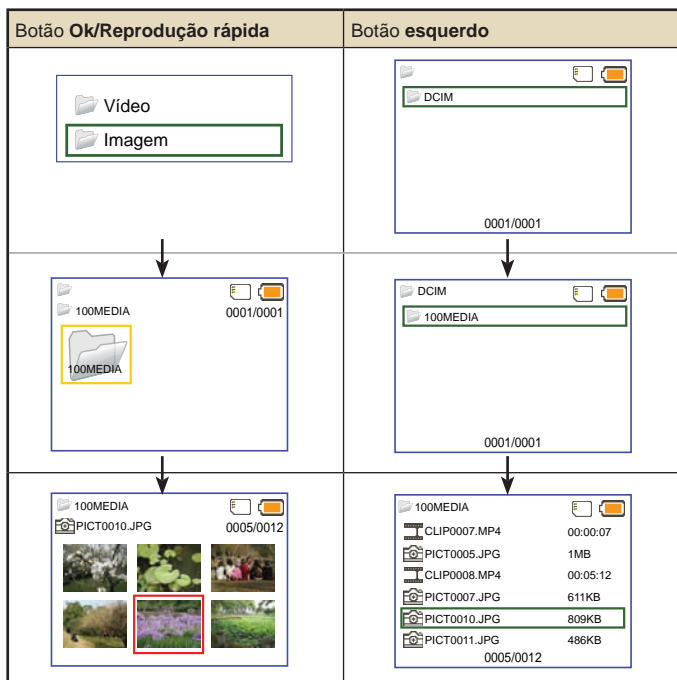 Botão Ok/Reprodução rápida
Botão esquerdo
Vídeo
Imagem
DCIM
0001/0001
100MEDIA
0001/0001
100MEDIA
DCIM
100MEDIA
0001/0001
100MEDIA
PICT0010.JPG 0005/0012
100MEDIA
CLIP0007.MP4 00:00:07
PICT0005.JPG 1MB
CLIP0008.MP4 00:05:12
PICT0007.JPG 611KB
PICT0010.JPG 809KB
PICT0011.JPG 486KB
0005/0012